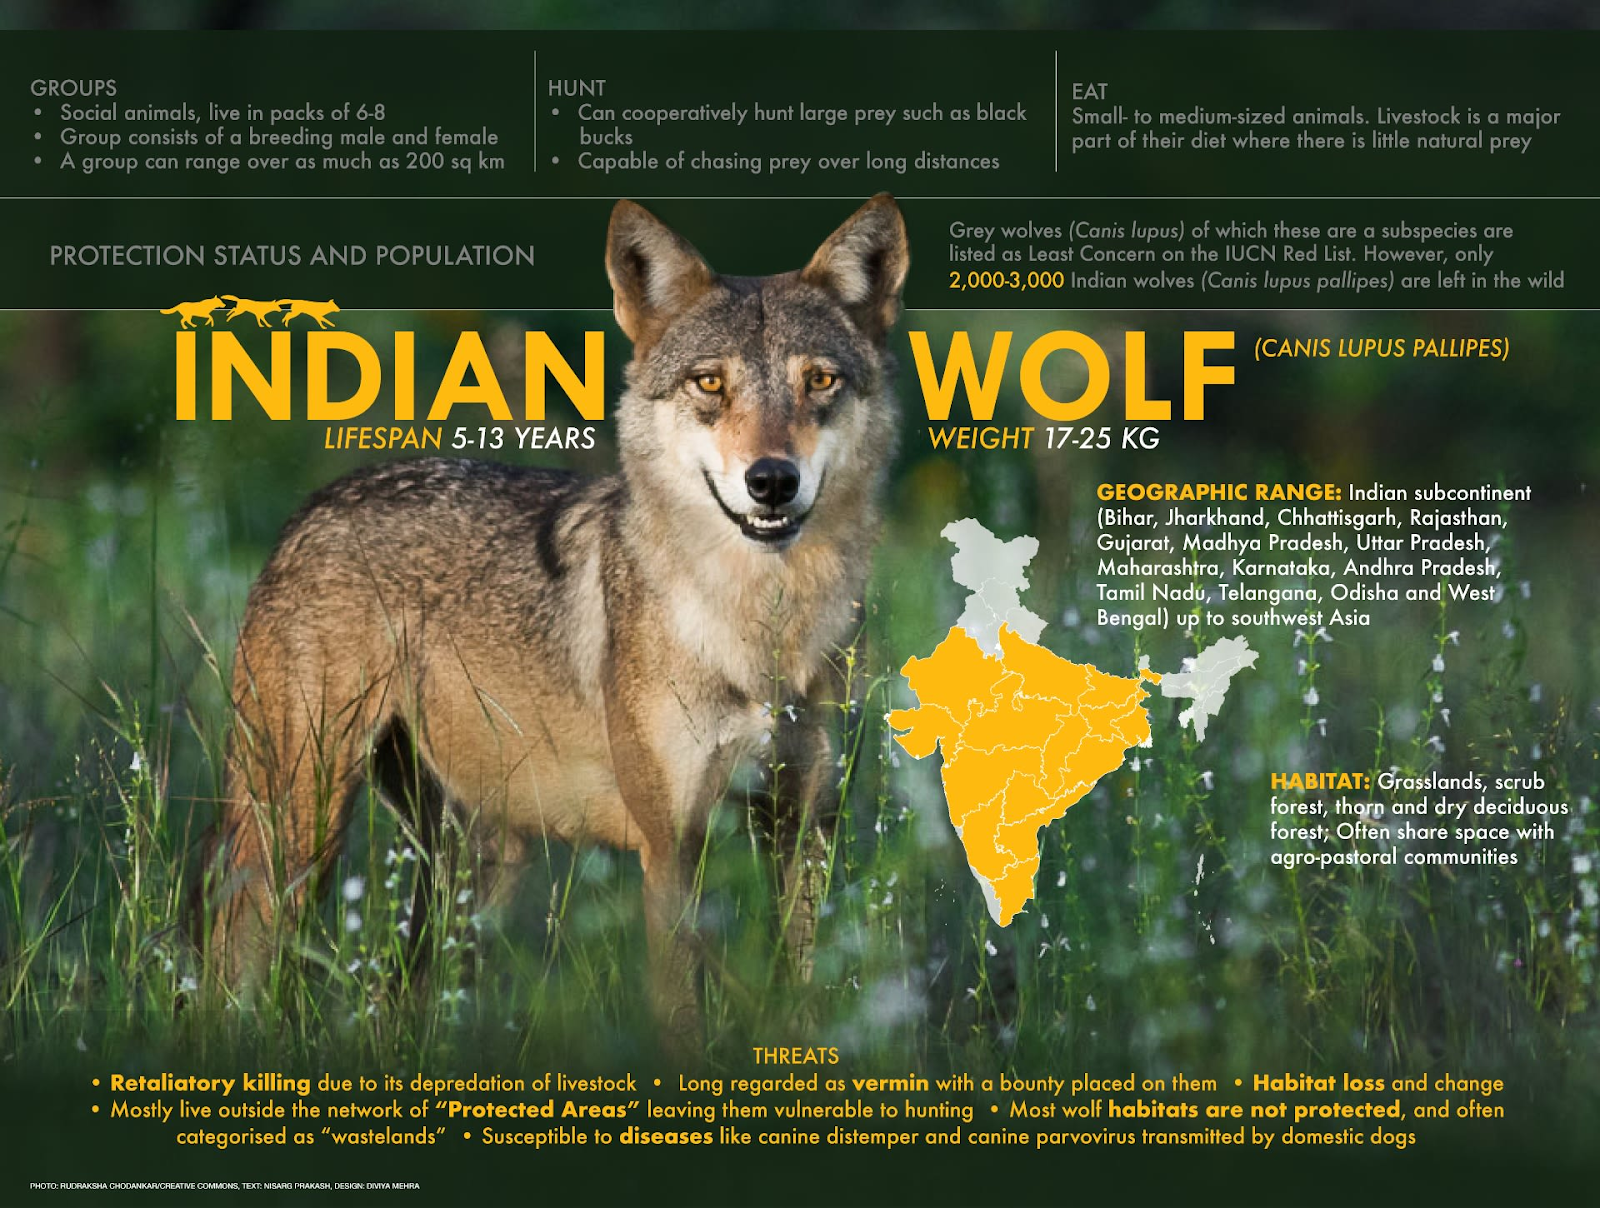 GROUPS
• Social animals, live in packs of 6-8
• Group consists of a breeding male and female
• A group can range over as much as 200 sq km
HUNT
• Can cooperatively hunt large prey such as black
bucks
• Capable of chasing prey over long distances
EAT
Small- to medium-sized animals. Livestock is a major
part of their diet where there is little natural prey
PROTECTION STATUS AND POPULATION
Grey wolves (Canis lupus) of which these are a subspecies are
listed as Least Concern on the IUCN Red List. However, only
2,000-3,000 Indian wolves (Canis lupus pallipes) are left in the wild
INDIAN WOLF (CANIS LUPUS PALLIPES)
LIFESPAN 5-13 YEARS
WEIGHT 17-25 KG
GEOGRAPHIC RANGE: Indian subcontinent
(Bihar, Jharkhand, Chhattisgarh, Rajasthan,
Gujarat, Madhya Pradesh, Uttar Pradesh,
Maharashtra, Karnataka, Andhra Pradesh,
Tamil Nadu, Telangana, Odisha and West
Bengal) up to southwest Asia
HABITAT: Grasslands, scrub
forest, thorn and dry deciduous
forest; Often share space with
agro-pastoral communities
THREATS
• Retaliatory killing due to its depredation of livestock • Long regarded as vermin with a bounty placed on them • Habitat loss and change
• Mostly live outside the network of “Protected Areas” leaving them vulnerable to hunting • Most wolf habitats are not protected, and often
categorised as “wastelands” • Susceptible to diseases like canine distemper and canine parvovirus transmitted by domestic dogs
PHOTO: RUDRAKSHA CHODANKAR/CREATIVE COMMONS, TEXT: NISARG PRAKASH, DESIGN: DIVIYA MEHRA